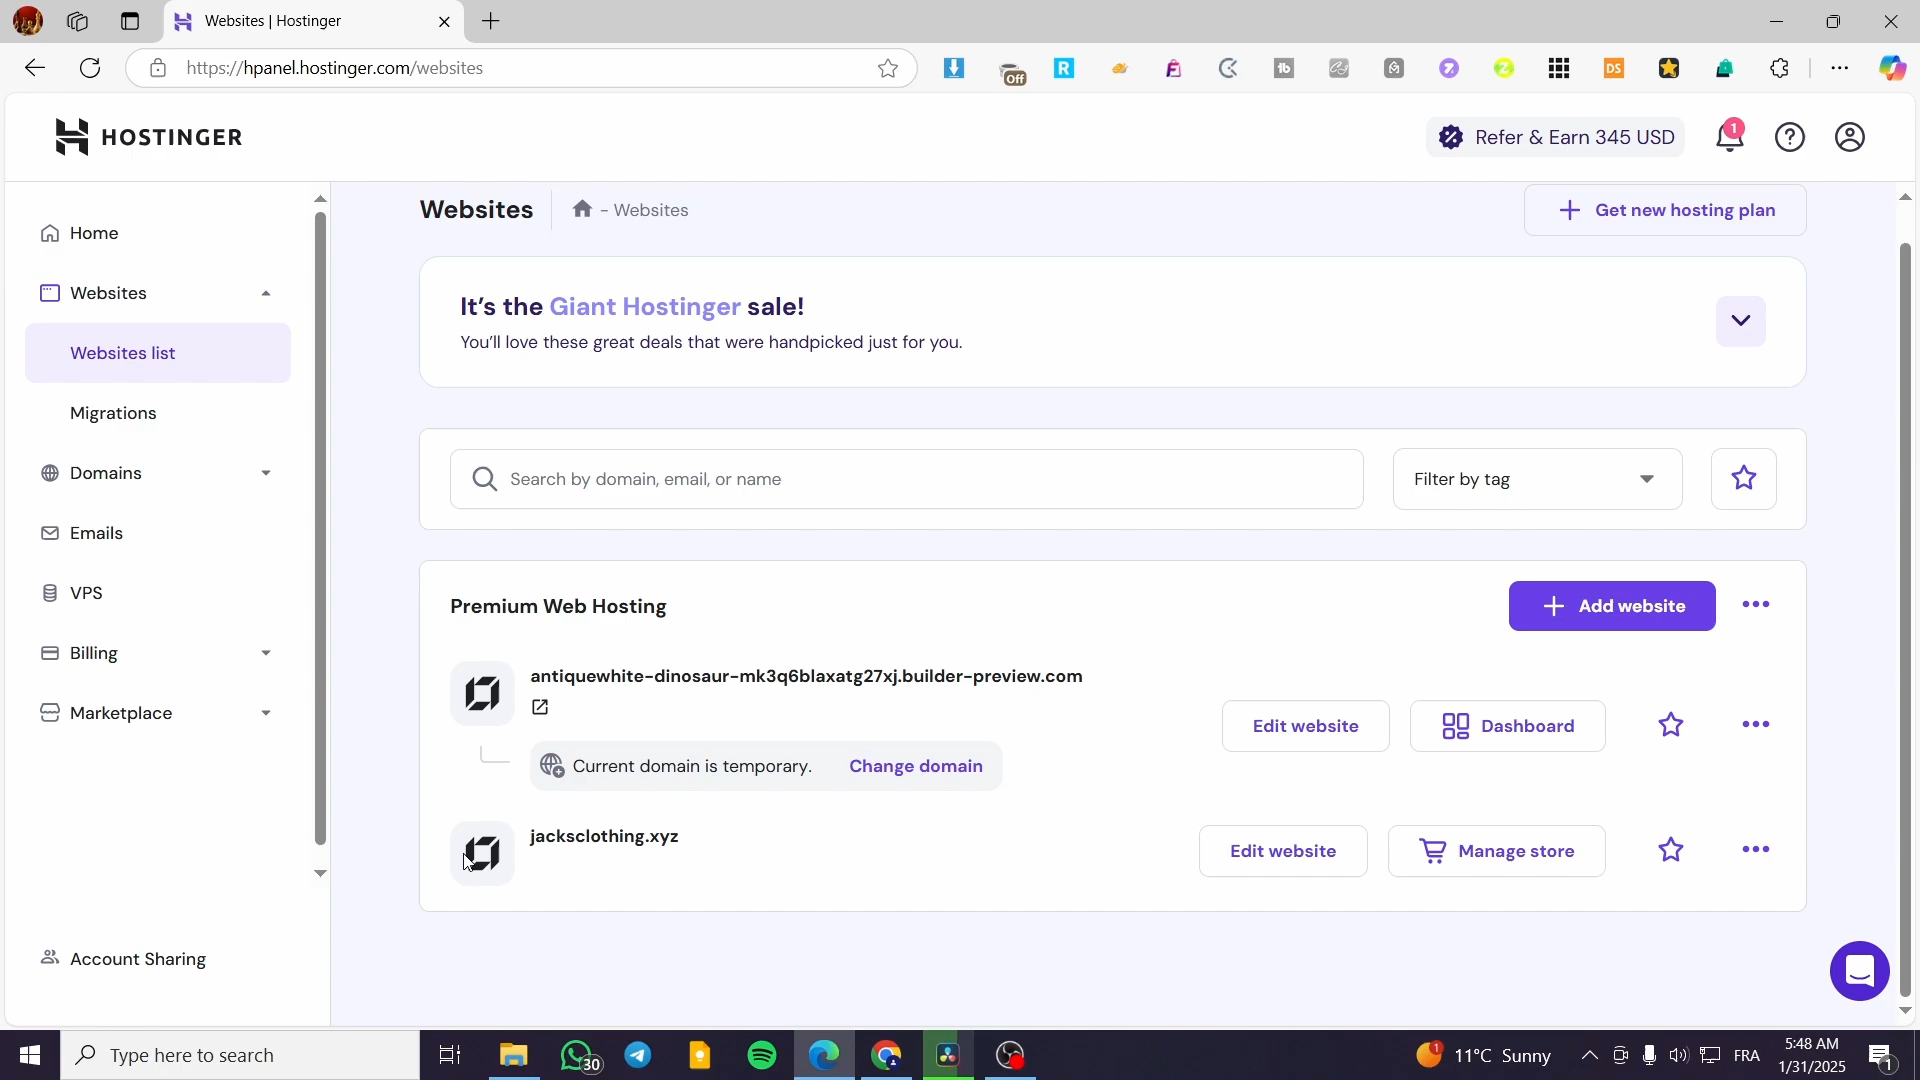 Websites | Hostinger
https://hpanel.hostinger.com/websites
Off
R
tb
DS
HOSTINGER
Refer & Earn 345 USD
1
Home
Websites
Websites list
Migrations
Domains
Emails
VPS
Billing
Marketplace
Account Sharing
Websites
- Websites
Get new hosting plan
It's the Giant Hostinger sale!
You'll love these great deals that were handpicked just for you.
Search by domain, email, or name
Filter by tag
Premium Web Hosting
Add website
antiquewhite-dinosaur-mk3q6blaxatg27xj.builder-preview.com
Edit website
Dashboard
Current domain is temporary.
Change domain
jacksclothing.xyz
Edit website
Manage store
Type here to search
30
1
11°C Sunny
FRA
5:48 AM
1/31/2025
1